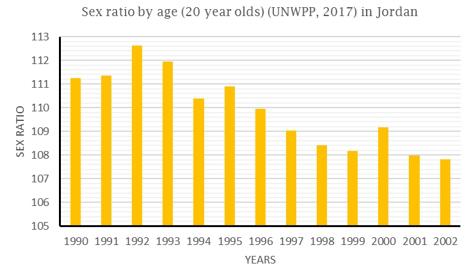 Sex ratio by age (20 year olds) (UNWPP, 2017) in Jordan
113
112
111
110
109
108
107
106
105
SEX RATIO
1990 1991 1992 1993 1994 1995 1996 1997 1998 1999 2000 2001 2002
YEARS